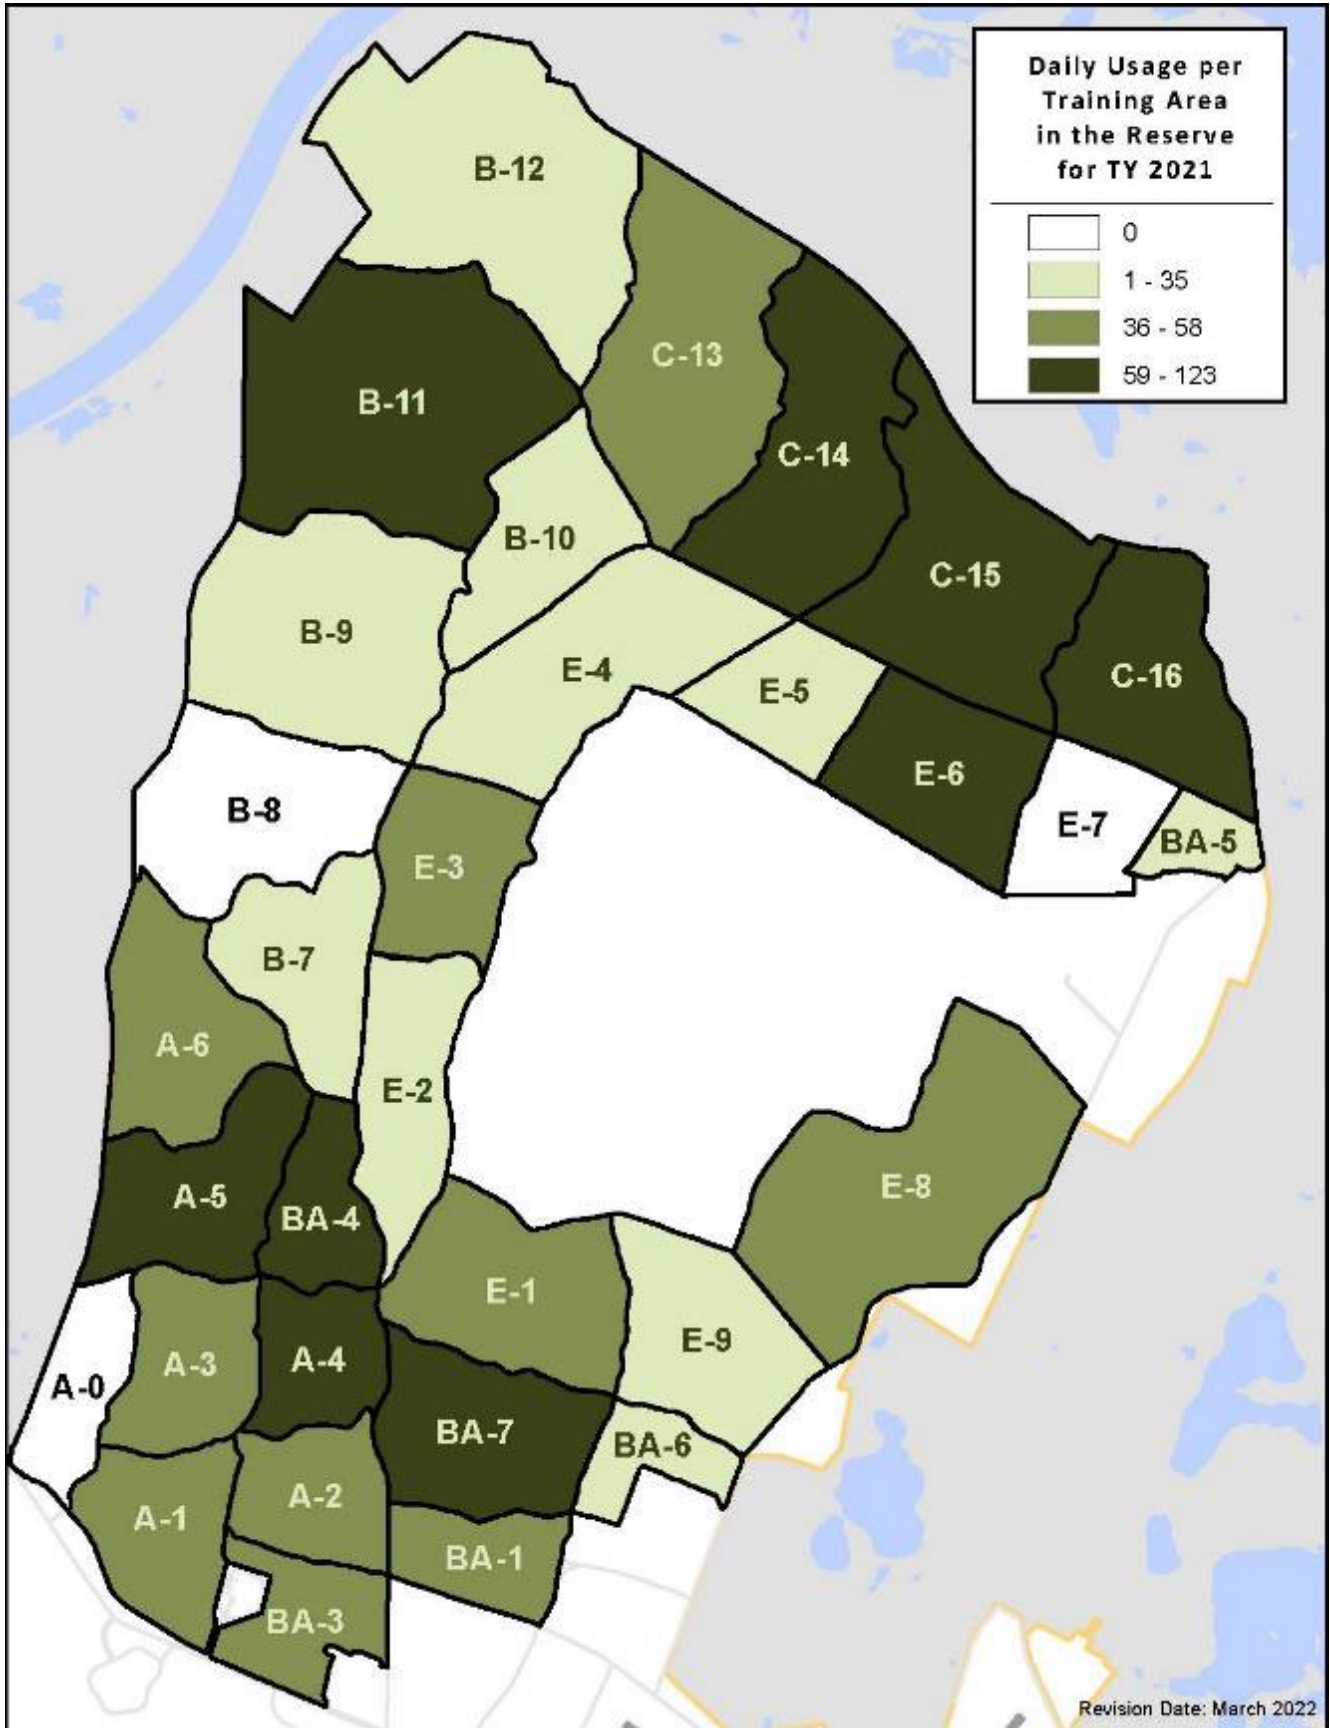 Daily Usage per
Training Area
in the Reserve
for TY 2021
0
1 - 35
36 - 58
59 - 123
B-12
C-13
B-11
C-14
B-10
C-15
B-9
E-4
C-16
E-5
E-6
B-8
E-7
BA-5
E-3
B-7
A-6
E-2
E-8
A-5
BA-4
E-1
E-9
A-4
A-3
A-0
BA-7
BA-6
A-2
A-1
BA-1
BA-3
Revision Date: March 2022